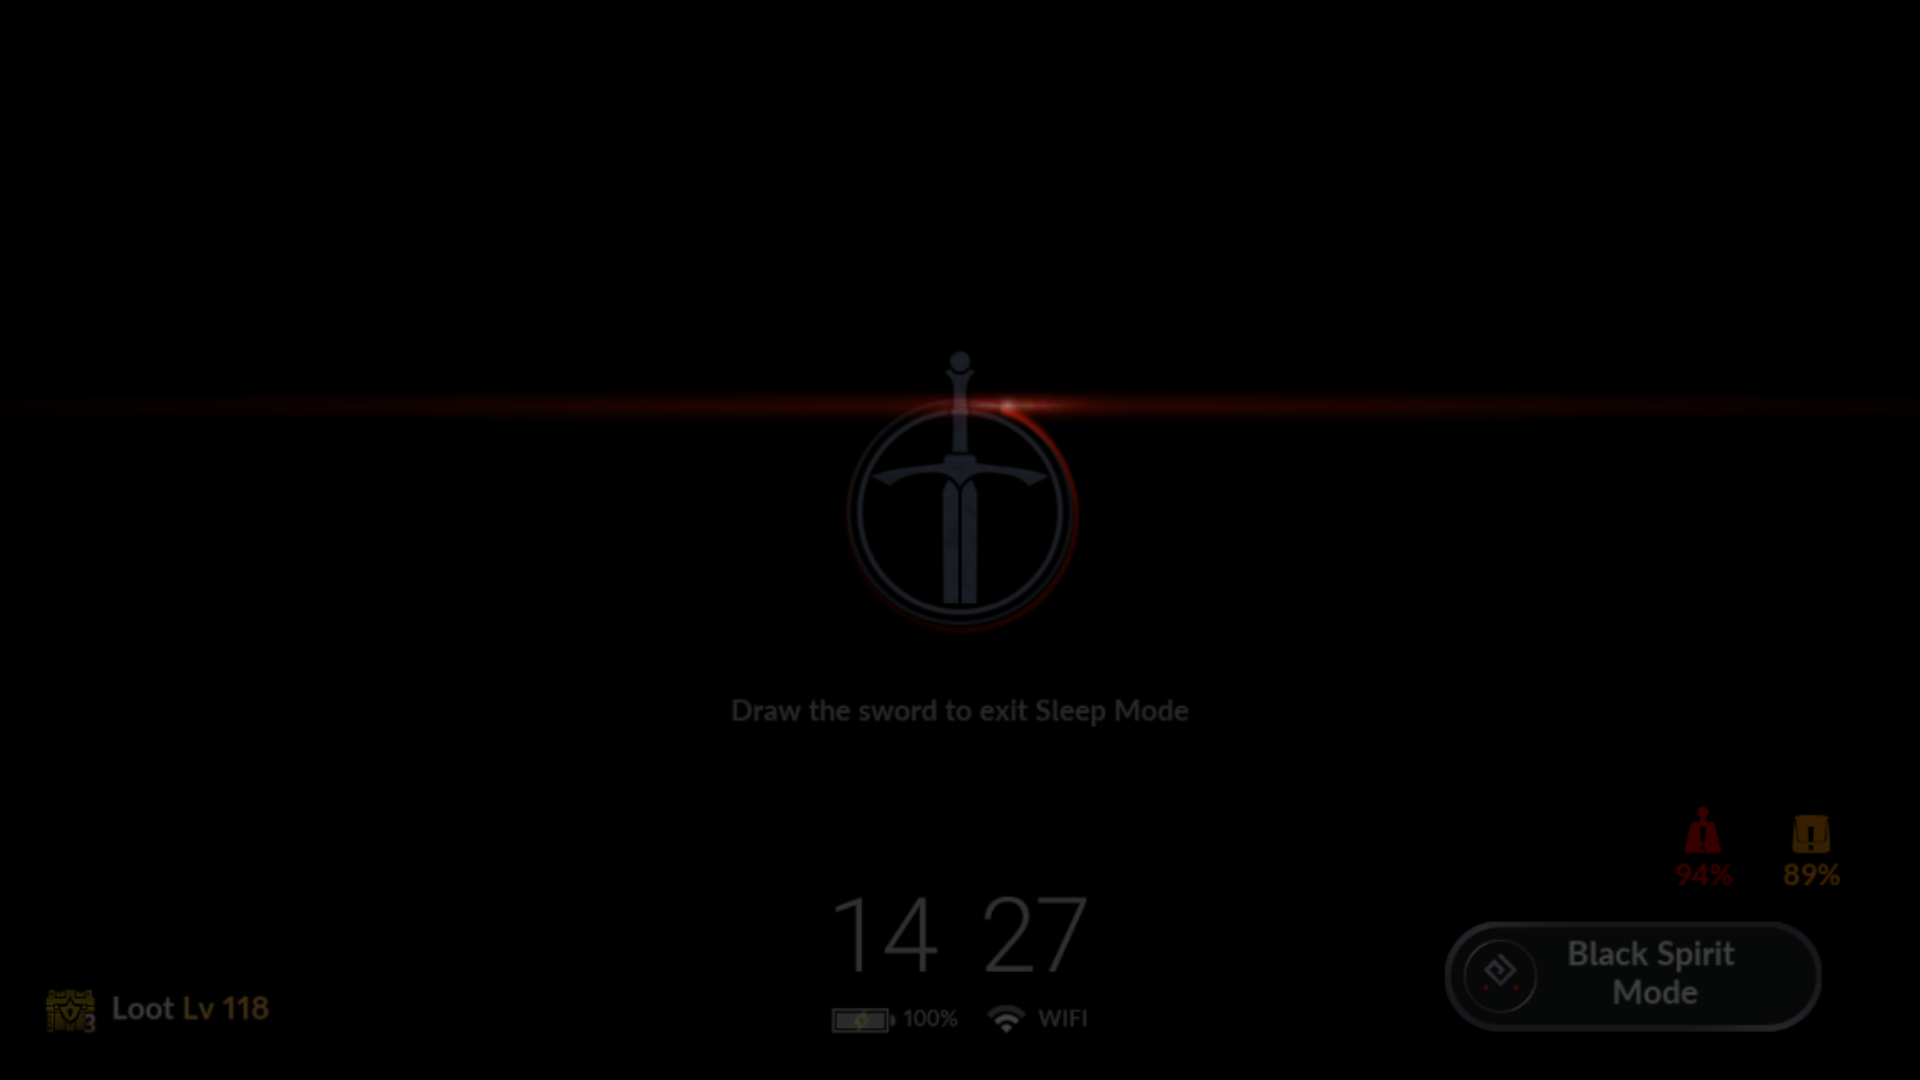 Draw the sword to exit Sleep Mode
94% 89%
14 27
Black Spirit
Mode
3 Loot Lv 118
100% WIFI